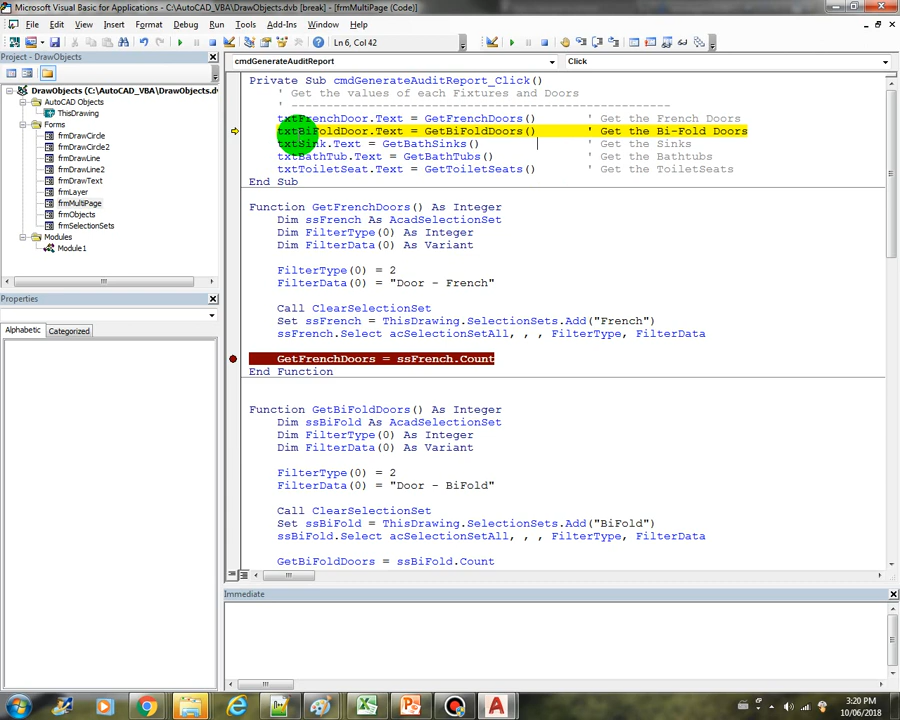 Microsoft Visual Basic for Applications - C:\AutoCAD_VBA\DrawObjects.dvb [break] - [frmMultiPage (Code)]
File Edit View Insert Format Debug Run Tools Add-Ins Window Help
Ln 6, Col 42
Project - DrawObjects
DrawObjects (C:\AutoCAD_VBA\DrawObjects.dv
AutoCAD Objects
ThisDrawing
Forms
frmDrawCircle
frmDrawCircle2
frmDrawLine
frmDrawLine2
frmDrawText
frmLayer
frmMultiPage
frmObjects
frmSelectionSets
Modules
Module1
Properties
Alphabetic Categorized
cmdGenerateAuditReport Click
Private Sub cmdGenerateAuditReport_Click()
' Get the values of each Fixtures and Doors
' ------------------------------------------------------
txtFrenchDoor.Text = GetFrenchDoors() ' Get the French Doors
txtBiFoldDoor.Text = GetBiFoldDoors() ' Get the Bi-Fold Doors
txtSink.Text = GetBathSinks() ' Get the Sinks
txtBathTub.Text = GetBathTubs() ' Get the Bathtubs
txtToiletSeat.Text = GetToiletSeats() ' Get the ToiletSeats
End Sub
Function GetFrenchDoors() As Integer
Dim ssFrench As AcadSelectionSet
Dim FilterType(0) As Integer
Dim FilterData(0) As Variant
FilterType(0) = 2
FilterData(0) = "Door - French"
Call ClearSelectionSet
Set ssFrench = ThisDrawing.SelectionSets.Add("French")
ssFrench.Select acSelectionSetAll, , , FilterType, FilterData
GetFrenchDoors = ssFrench.Count
End Function
Function GetBiFoldDoors() As Integer
Dim ssBiFold As AcadSelectionSet
Dim FilterType(0) As Integer
Dim FilterData(0) As Variant
FilterType(0) = 2
FilterData(0) = "Door - BiFold"
Call ClearSelectionSet
Set ssBiFold = ThisDrawing.SelectionSets.Add("BiFold")
ssBiFold.Select acSelectionSetAll, , , FilterType, FilterData
GetBiFoldDoors = ssBiFold.Count
Immediate
3:20 PM
10/06/2018